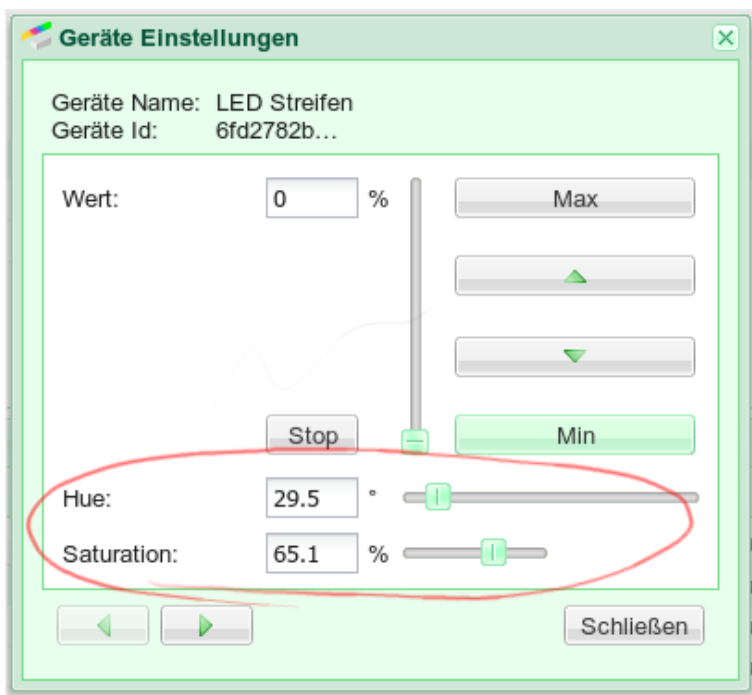 Geräte Einstellungen
Geräte Name: LED Streifen
Geräte Id: 6fd2782b...
Wert: 0 % Max
Stop Min
Hue: 29.5 °
Saturation: 65.1 %
Schließen